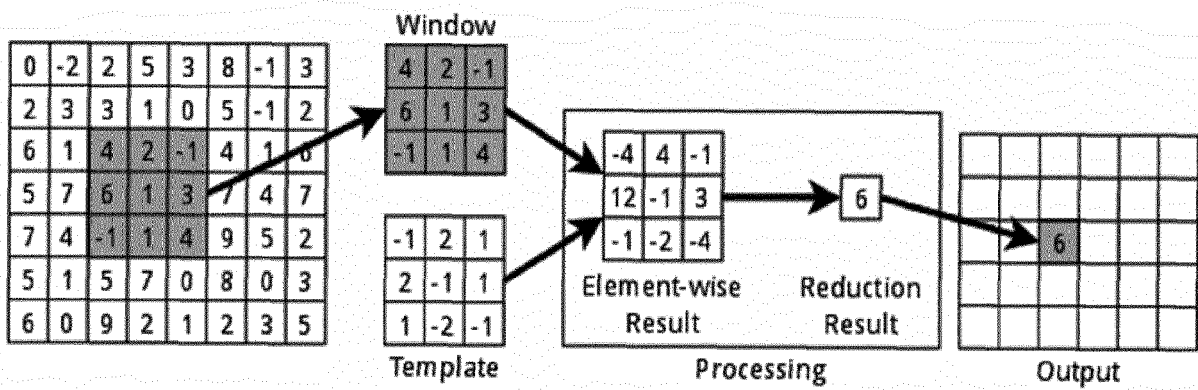 Window
0 -2 2 5 3 8 -1 3
2 3 3 1 0 5 -1 2
6 1 4 2 -1 4 1 6
5 7 6 1 3 7 4 7
7 4 -1 1 4 9 5 2
5 1 5 7 0 8 0 3
6 0 9 2 1 2 3 5
4 2 -1
6 1 3
-1 1 4
-1 2 1
2 -1 1
1 -2 -1
Template
-4 4 -1
12 -1 3
-1 -2 -4
Element-wise
Result
6
Reduction
Result
Processing
6
Output